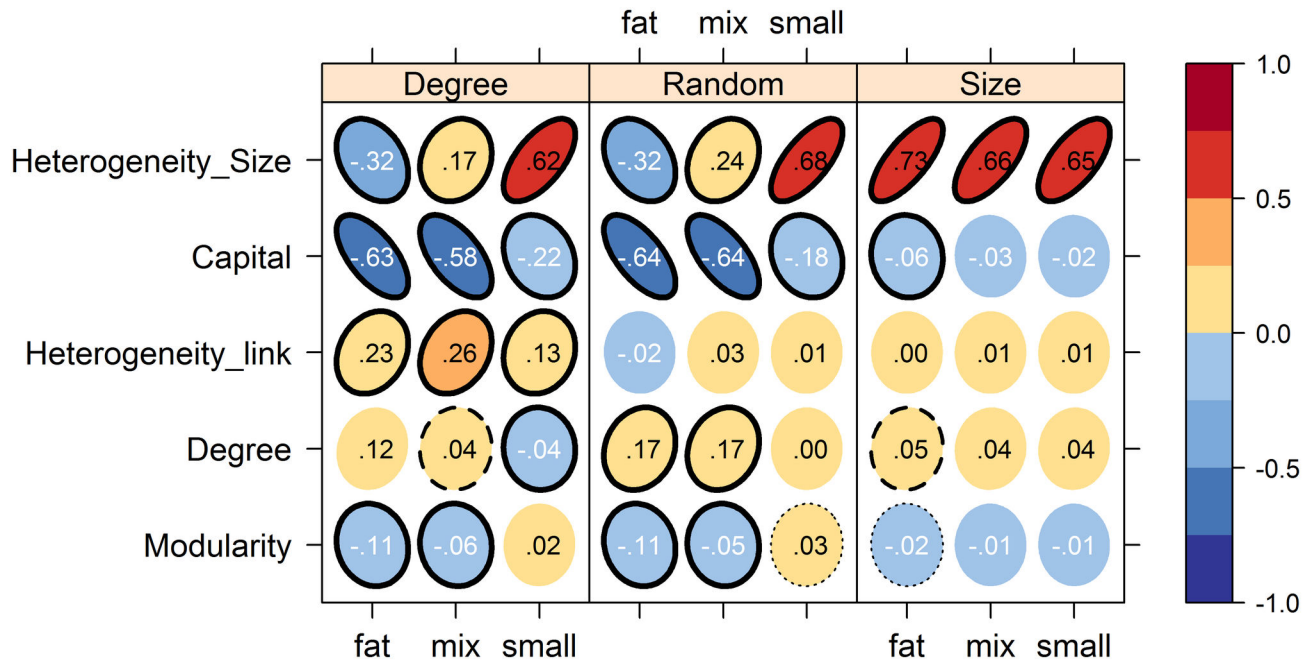 fat mix small
Degree Random Size
1.0
Heterogeneity_Size -.32 .17 .62 -.32 .24 .68 .73 .66 .65
0.5
Capital -.63 -.58 -.22 -.64 -.64 -.18 -.06 -.03 -.02
0.0
Heterogeneity_link .23 .26 .13 -.02 .03 .01 .00 .01 .01
Degree .12 .04 -.04 .17 .17 .00 .05 .04 .04
-0.5
Modularity -.11 -.06 .02 -.11 -.05 .03 -.02 -.01 -.01
-1.0
fat mix small fat mix small